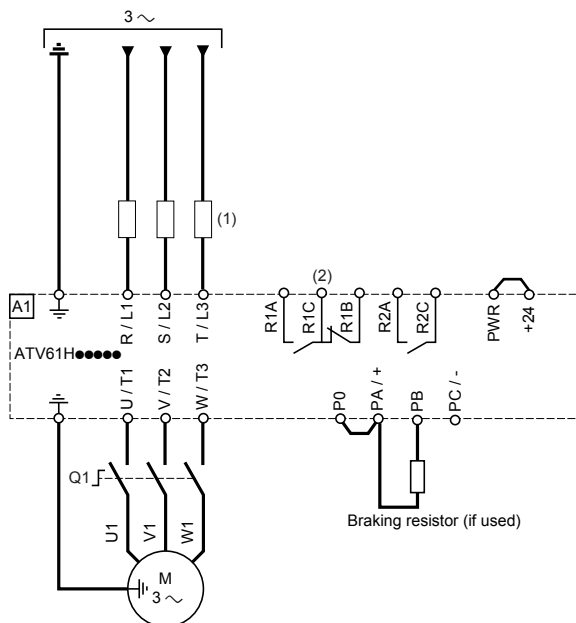 3 ~
(1)
(2)
A1
R / L1
S / L2
T / L3
R1A
R1C
R1B
R2A
R2C
PWR
+24
ATV61H●●●●●
U / T1
V / T2
W / T3
P0
PA / +
PB
PC / -
Q1
U1
V1
W1
Braking resistor (if used)
M
3 ~